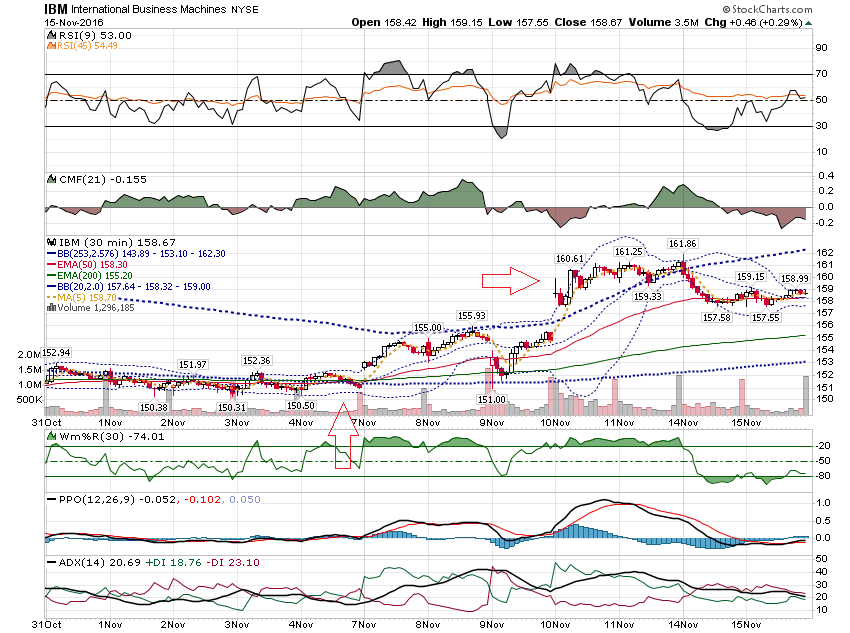 IBM International Business Machines NYSE © StockCharts.com
15-Nov-2016 Open 158.42 High 159.15 Low 157.55 Close 158.67 Volume 3.5M Chg +0.46 (+0.29%)
RSI(9) 53.00
RSI(45) 54.49
90
70
50
30
10
CMF(21) -0.155
0.4
0.2
0.0
-0.2
IBM (30 min) 158.67
BB(253,2.576) 143.89 - 153.10 - 162.30
EMA(50) 158.30
EMA(200) 155.20
BB(20,2.0) 157.64 - 158.32 - 159.00
MA(5) 158.70
Volume 1,296,185
162
161
160
159
158
157
156
155
154
153
152
151
150
2.0M
1.5M
1.0M
500K
152.94
150.38
151.97
150.31
152.36
150.50
155.00
155.93
151.00
160.61
161.25
159.33
161.86
157.58
159.15
157.55
158.99
31Oct 1Nov 2Nov 3Nov 4Nov 7Nov 8Nov 9Nov 10Nov 11Nov 14Nov 15Nov
Wm%R(30) -74.01
-20
-50
-80
PPO(12,26,9) -0.052, -0.102, 0.050
1.0
0.5
0.0
ADX(14) 20.69 +DI 18.76 -DI 23.10
50
40
30
20
10
31Oct 1Nov 2Nov 3Nov 4Nov 7Nov 8Nov 9Nov 10Nov 11Nov 14Nov 15Nov